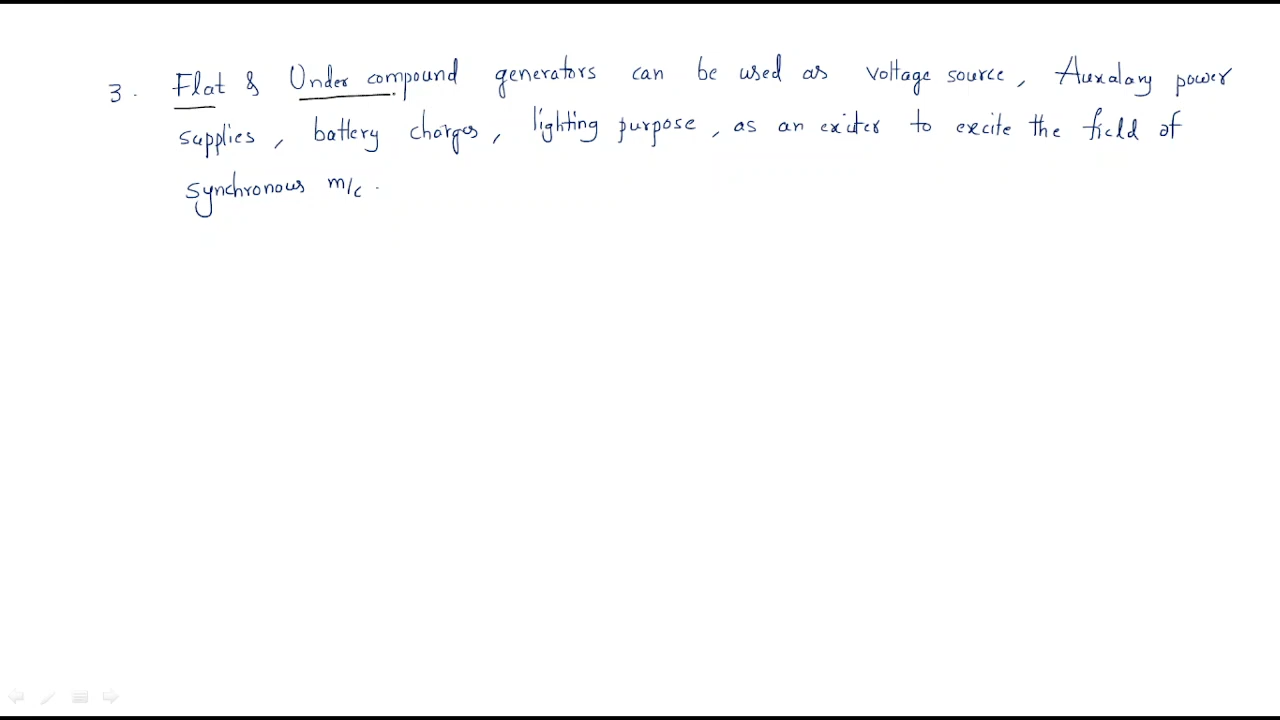 3. Flat & Under compound generators can be used as voltage source, Auxalary power
supplies, battery charges, lighting purpose, as an exciter to excite the field of
synchronous m/c.